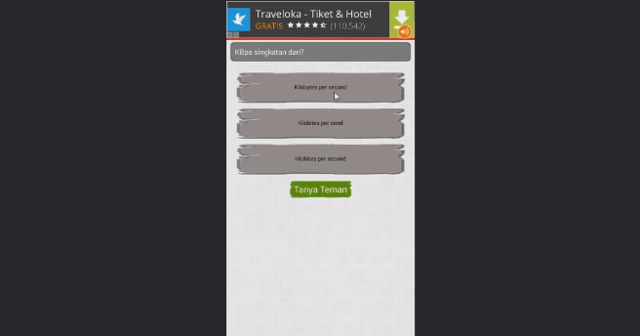 Traveloka - Tiket & Hotel
GRATIS ★★★★★ (110,542)
KBps singkatan dari?
Kilobytes per second
Kilobites per send
Kilobites per second
Tanya Teman